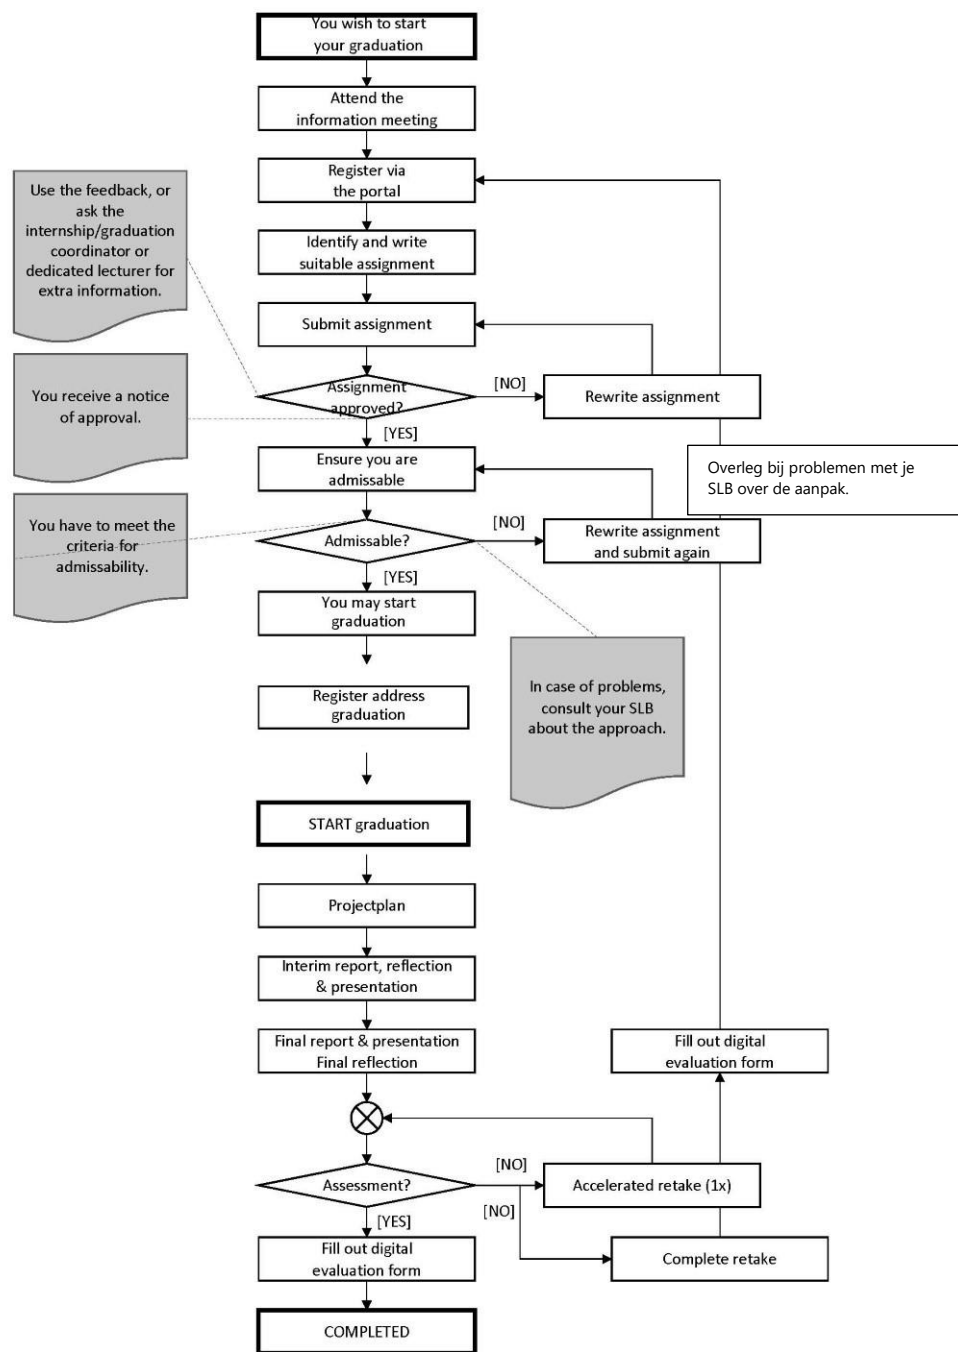 You wish to start
your graduation
Attend the
information meeting
Register via
the portal
Use the feedback, or
ask the
internship/graduation
coordinator or
dedicated lecturer for
extra information.
Identify and write
suitable assignment
Submit assignment
Assignment
approved?
[NO]
Rewrite assignment
You receive a notice
of approval.
[YES]
Ensure you are
admissable
Overleg bij problemen met je
SLB over de aanpak.
You have to meet the
criteria for
admissability.
Admissable?
[NO]
Rewrite assignment
and submit again
[YES]
You may start
graduation
In case of problems,
consult your SLB
about the approach.
Register address
graduation
START graduation
Projectplan
Interim report, reflection
& presentation
Final report & presentation
Final reflection
Fill out digital
evaluation form
Assessment?
[NO]
Accelerated retake (1x)
[NO]
[YES]
Complete retake
Fill out digital
evaluation form
COMPLETED